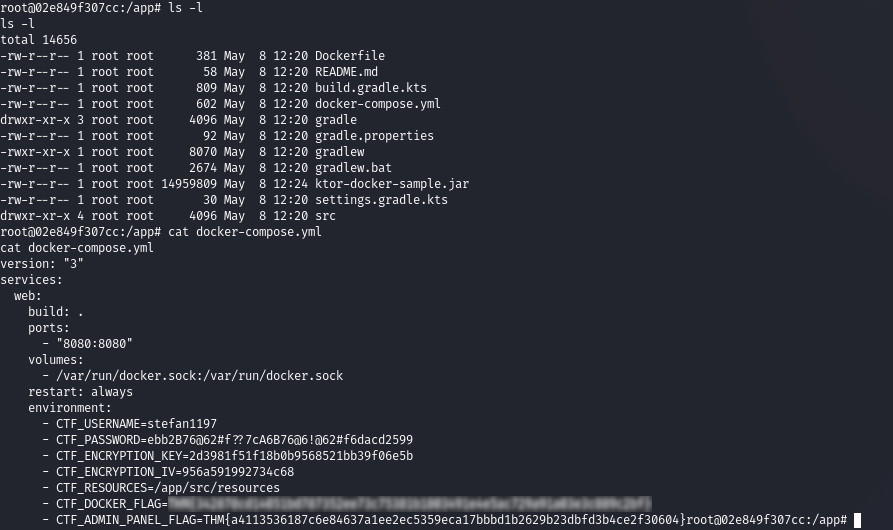 root@02e849f307cc:/app# ls -l
ls -l
total 14656
-rw-r--r-- 1 root root      381 May  8 12:20 Dockerfile
-rw-r--r-- 1 root root       58 May  8 12:20 README.md
-rw-r--r-- 1 root root      809 May  8 12:20 build.gradle.kts
-rw-r--r-- 1 root root      602 May  8 12:20 docker-compose.yml
drwxr-xr-x 3 root root     4096 May  8 12:20 gradle
-rw-r--r-- 1 root root       92 May  8 12:20 gradle.properties
-rwxr-xr-x 1 root root     8070 May  8 12:20 gradlew
-rw-r--r-- 1 root root     2674 May  8 12:20 gradlew.bat
-rw-r--r-- 1 root root 14959809 May  8 12:24 ktor-docker-sample.jar
-rw-r--r-- 1 root root       30 May  8 12:20 settings.gradle.kts
drwxr-xr-x 4 root root     4096 May  8 12:20 src
root@02e849f307cc:/app# cat docker-compose.yml
cat docker-compose.yml
version: "3"
services:
  web:
    build: .
    ports:
      - "8080:8080"
    volumes:
      - /var/run/docker.sock:/var/run/docker.sock
    restart: always
    environment:
      - CTF_USERNAME=stefan1197
      - CTF_PASSWORD=ebb2B76@62#f??7cA6B76@6!@62#f6dacd2599
      - CTF_ENCRYPTION_KEY=2d3981f51f18b0b9568521bb39f06e5b
      - CTF_ENCRYPTION_IV=956a591992734c68
      - CTF_RESOURCES=/app/src/resources
      - CTF_DOCKER_FLAG=
      - CTF_ADMIN_PANEL_FLAG=THM{a4113536187c6e84637a1ee2ec5359eca17bbbd1b2629b23dbfd3b4ce2f30604}root@02e849f307cc:/app#